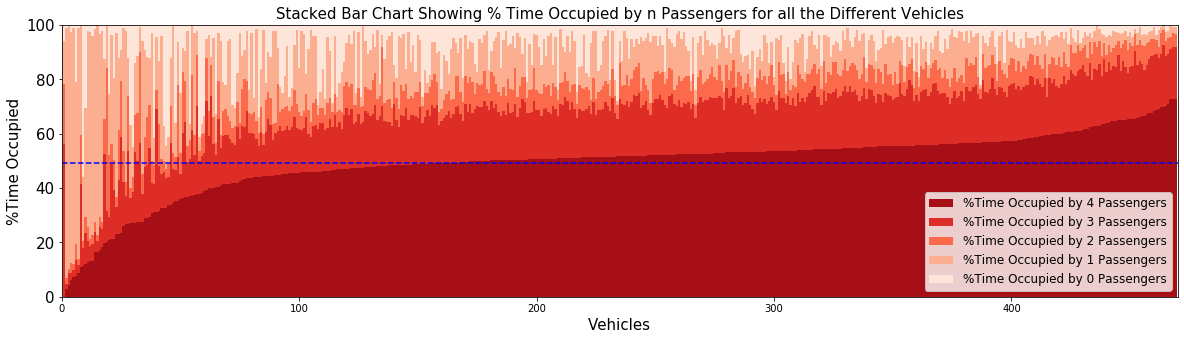 Stacked Bar Chart Showing % Time Occupied by n Passengers for all the Different Vehicles
100
80
60
40
20
0
%Time Occupied
%Time Occupied by 4 Passengers
%Time Occupied by 3 Passengers
%Time Occupied by 2 Passengers
%Time Occupied by 1 Passengers
%Time Occupied by 0 Passengers
0 100 200 300 400
Vehicles